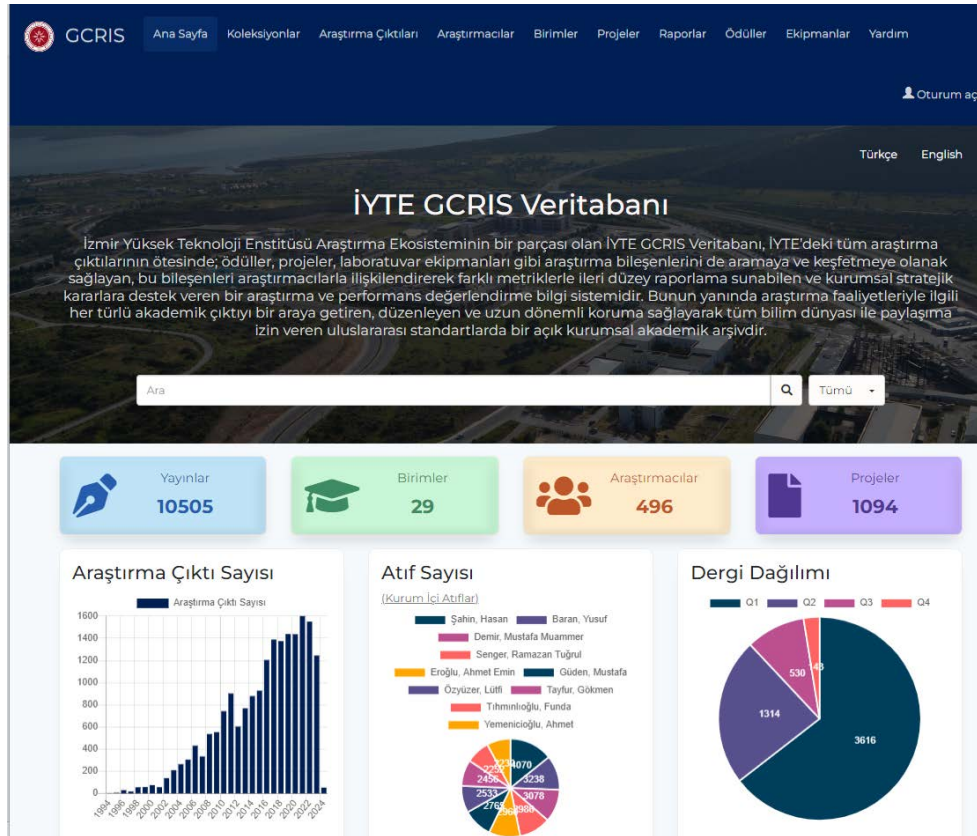 GCRIS
Ana Sayfa Koleksiyonlar Araştırma Çıktıları Araştırmacılar Birimler Projeler Raporlar Ödüller Ekipmanlar Yardım
Oturum aç
Türkçe English
İYTE GCRIS Veritabanı
İzmir Yüksek Teknoloji Enstitüsü Araştırma Ekosisteminin bir parçası olan İYTE GCRIS Veritabanı, İYTE'deki tüm araştırma
çıktılarının ötesinde; ödüller, projeler, laboratuvar ekipmanları gibi araştırma bileşenlerini de aramaya ve keşfetmeye olanak
sağlayan, bu bileşenleri araştırmacılarla ilişkilendirerek farklı metriklerle ileri düzey raporlama sunabilen ve kurumsal stratejik
kararlara destek veren bir araştırma ve performans değerlendirme bilgi sistemidir. Bunun yanında araştırma faaliyetleriyle ilgili
her türlü akademik çıktıyı bir araya getiren, düzenleyen ve uzun dönemli koruma sağlayarak tüm bilim dünyası ile paylaşıma
izin veren uluslararası standartlarda bir açık kurumsal akademik arşivdir.
Ara
Tümü
Yayınlar
10505
Birimler
29
Araştırmacılar
496
Projeler
1094
Araştırma Çıktı Sayısı
Araştırma Çıktı Sayısı
1600
1400
1200
1000
800
600
400
200
0
1994 1996 1998 2000 2002 2004 2006 2008 2010 2012 2014 2016 2018 2020 2022 2024
Atıf Sayısı
(Kurum İçi Atıflar)
Şahin, Hasan Baran, Yusuf
Demir, Mustafa Muammer
Senger, Ramazan Tuğrul
Eroğlu, Ahmet Emin Güden, Mustafa
Özyüzer, Lütfi Tayfur, Gökmen
Tıhmınlıoğlu, Funda
Yemenicioğlu, Ahmet
4070
3238
3078
2533
2456
Dergi Dağılımı
Q1 Q2 Q3 Q4
530
1314
3616